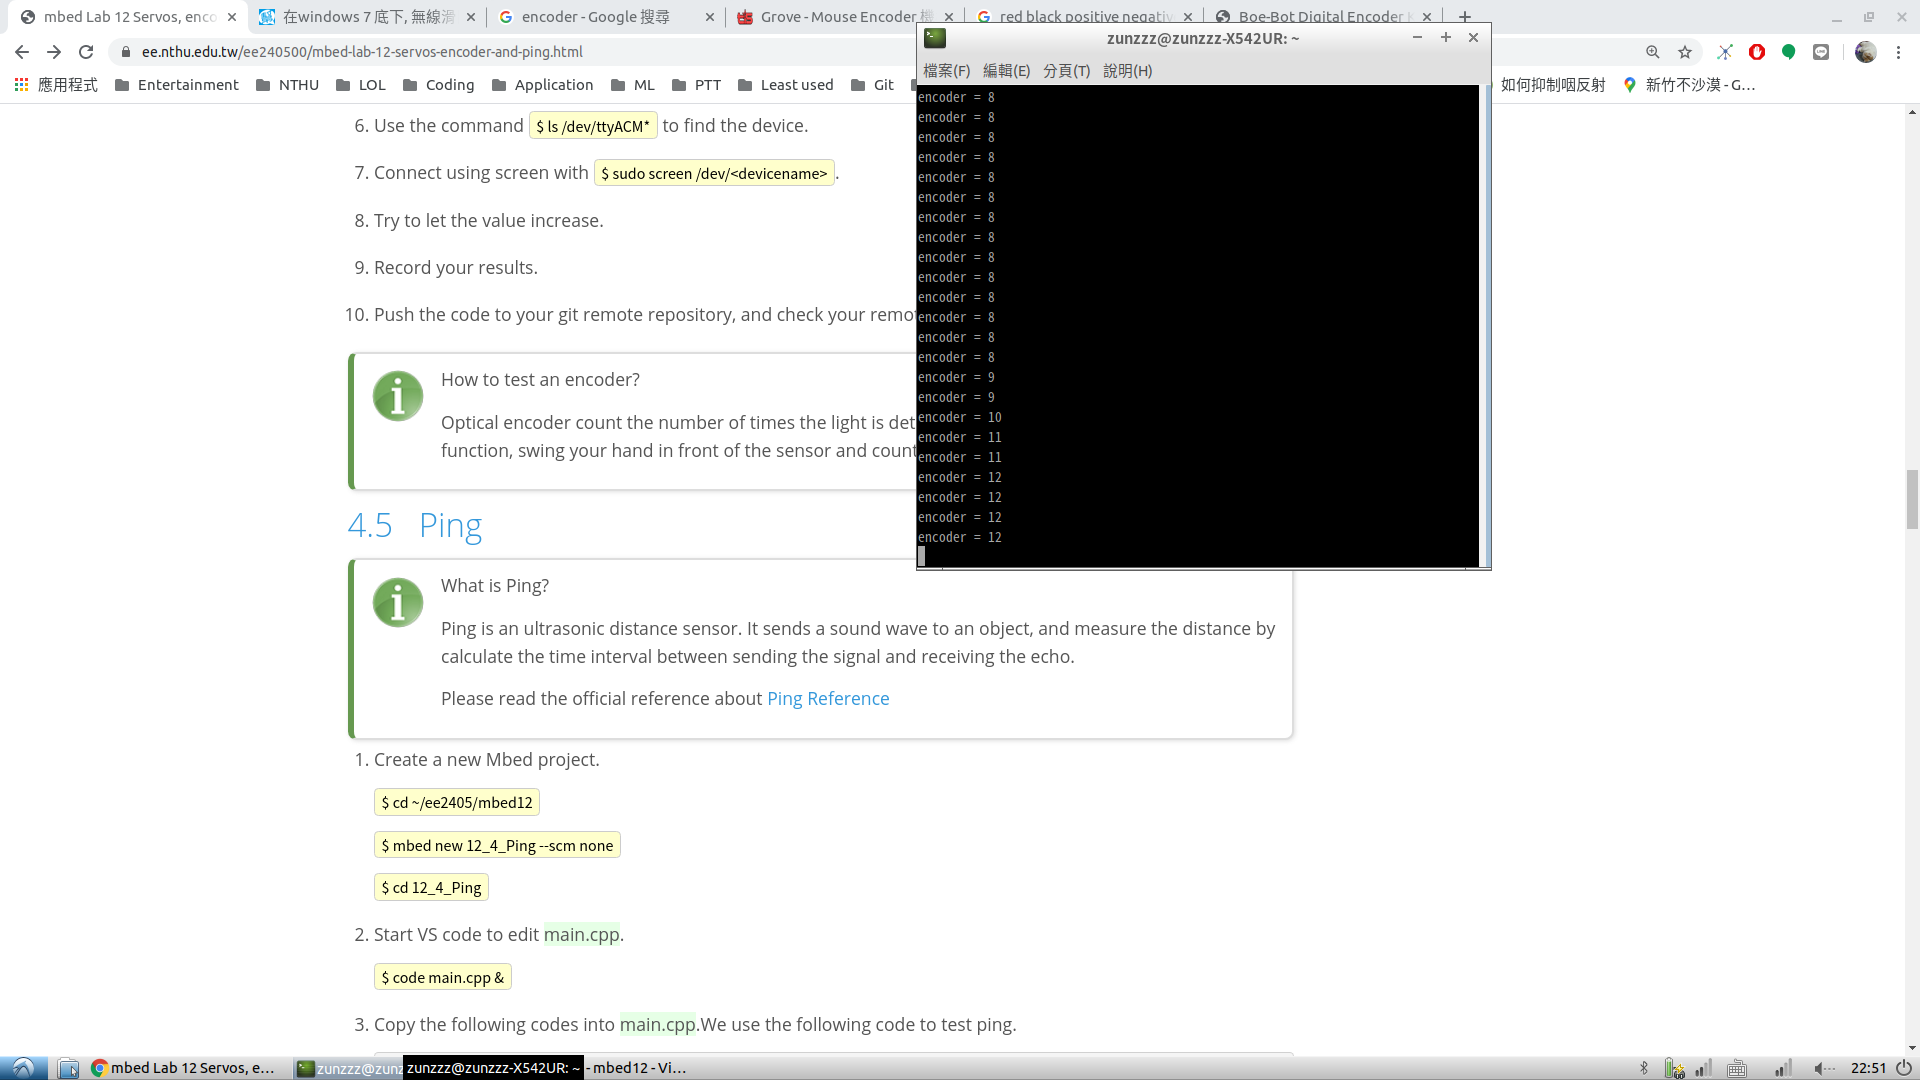 mbed Lab 12 Servos, enco
在windows 7 底下, 無線滑
encoder - Google 搜尋
Grove - Mouse Encoder 機
red black positive negativ
Boe-Bot Digital Encoder K
ee.nthu.edu.tw/ee240500/mbed-lab-12-servos-encoder-and-ping.html
應用程式
Entertainment
NTHU
LOL
Coding
Application
ML
PTT
Least used
Git
如何抑制咽反射
新竹不沙漠 - G...
zunzzz@zunzzz-X542UR: ~
檔案(F) 編輯(E) 分頁(T) 說明(H)
encoder = 8
encoder = 8
encoder = 8
encoder = 8
encoder = 8
encoder = 8
encoder = 8
encoder = 8
encoder = 8
encoder = 8
encoder = 8
encoder = 8
encoder = 8
encoder = 8
encoder = 9
encoder = 9
encoder = 10
encoder = 11
encoder = 11
encoder = 12
encoder = 12
encoder = 12
encoder = 12
6. Use the command $ ls /dev/ttyACM* to find the device.
7. Connect using screen with $ sudo screen /dev/<devicename>.
8. Try to let the value increase.
9. Record your results.
10. Push the code to your git remote repository, and check your remo
How to test an encoder?
Optical encoder count the number of times the light is det
function, swing your hand in front of the sensor and count
4.5 Ping
What is Ping?
Ping is an ultrasonic distance sensor. It sends a sound wave to an object, and measure the distance by
calculate the time interval between sending the signal and receiving the echo.
Please read the official reference about Ping Reference
1. Create a new Mbed project.
$ cd ~/ee2405/mbed12
$ mbed new 12_4_Ping --scm none
$ cd 12_4_Ping
2. Start VS code to edit main.cpp.
$ code main.cpp &
3. Copy the following codes into main.cpp.We use the following code to test ping.
mbed Lab 12 Servos, e...
zunzzz@zunz
zunzzz@zunzzz-X542UR: ~
- mbed12 - Vi...
22:51